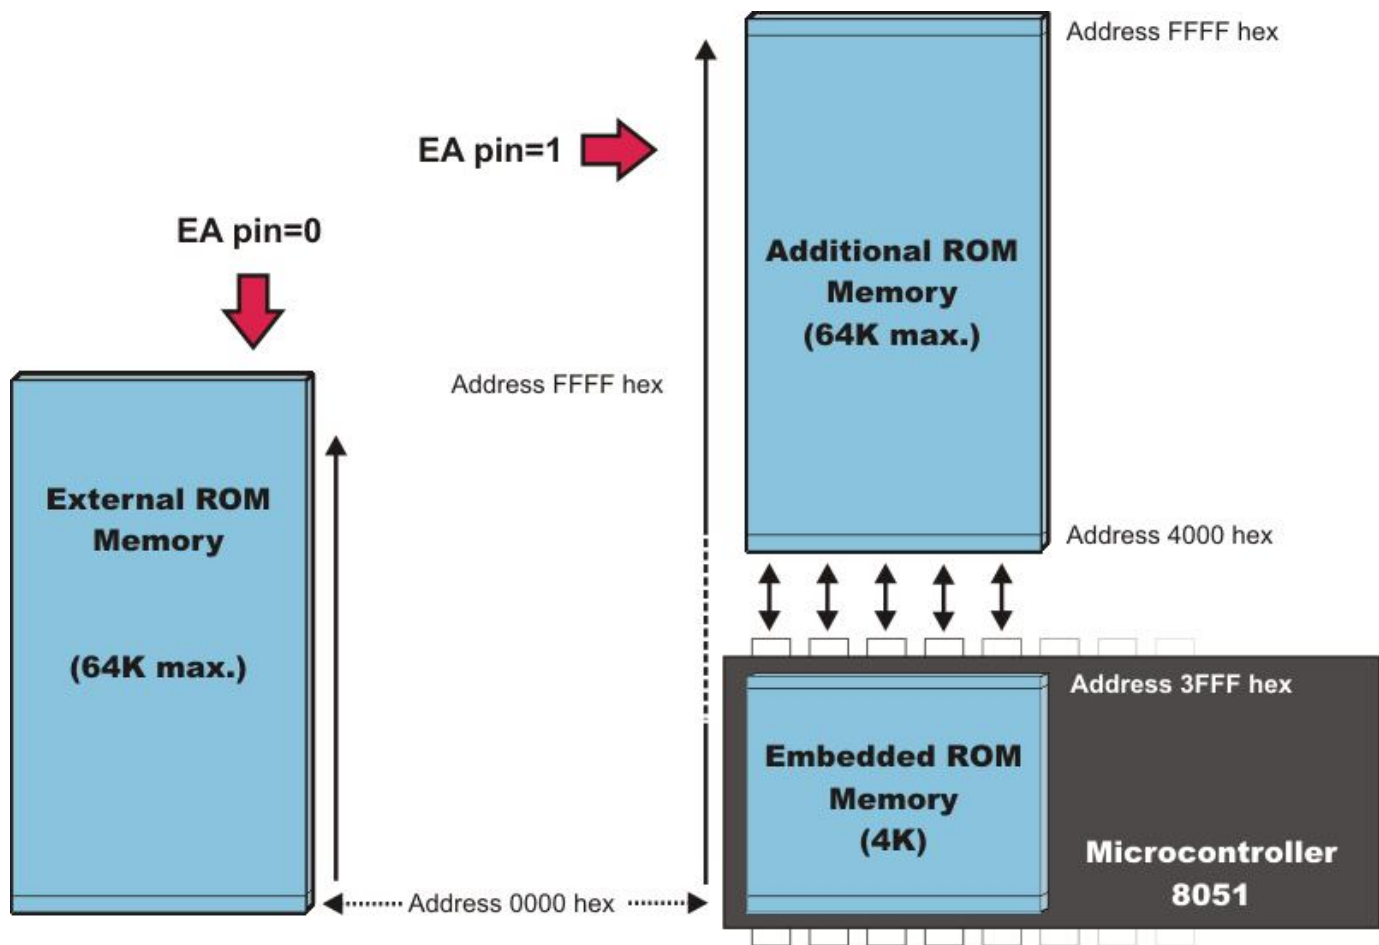 Address FFFF hex
EA pin=1
EA pin=0
Additional ROM
Memory
(64K max.)
Address FFFF hex
External ROM
Memory
(64K max.)
Address 4000 hex
Address 3FFF hex
Embedded ROM
Memory
(4K)
Microcontroller
8051
Address 0000 hex